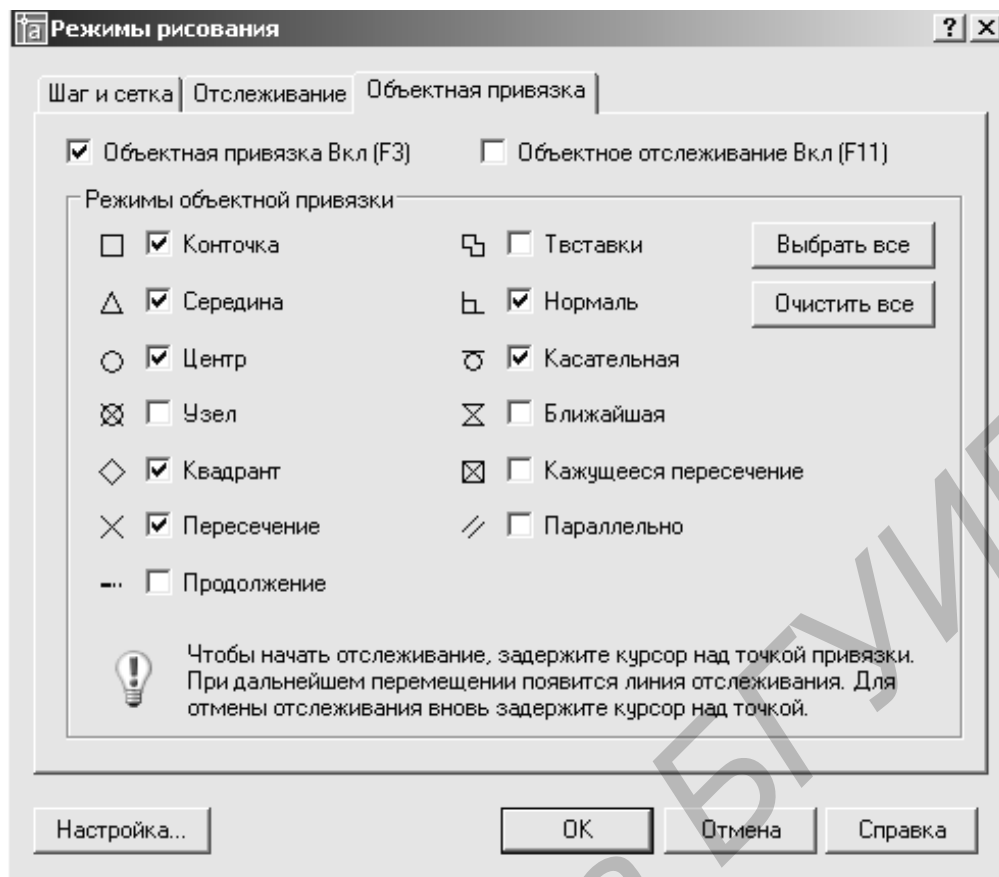 Режимы рисования
Шаг и сетка Отслеживание Объектная привязка
Объектная привязка Вкл (F3) Объектное отслеживание Вкл (F11)
Режимы объектной привязки
Конточка Твставки Выбрать все
Середина Нормаль Очистить все
Центр Касательная
Узел Ближайшая
Квадрант Кажущееся пересечение
Пересечение Параллельно
Продолжение
Чтобы начать отслеживание, задержите курсор над точкой привязки.
При дальнейшем перемещении появится линия отслеживания. Для
отмены отслеживания вновь задержите курсор над точкой.
Настройка... OK Отмена Справка